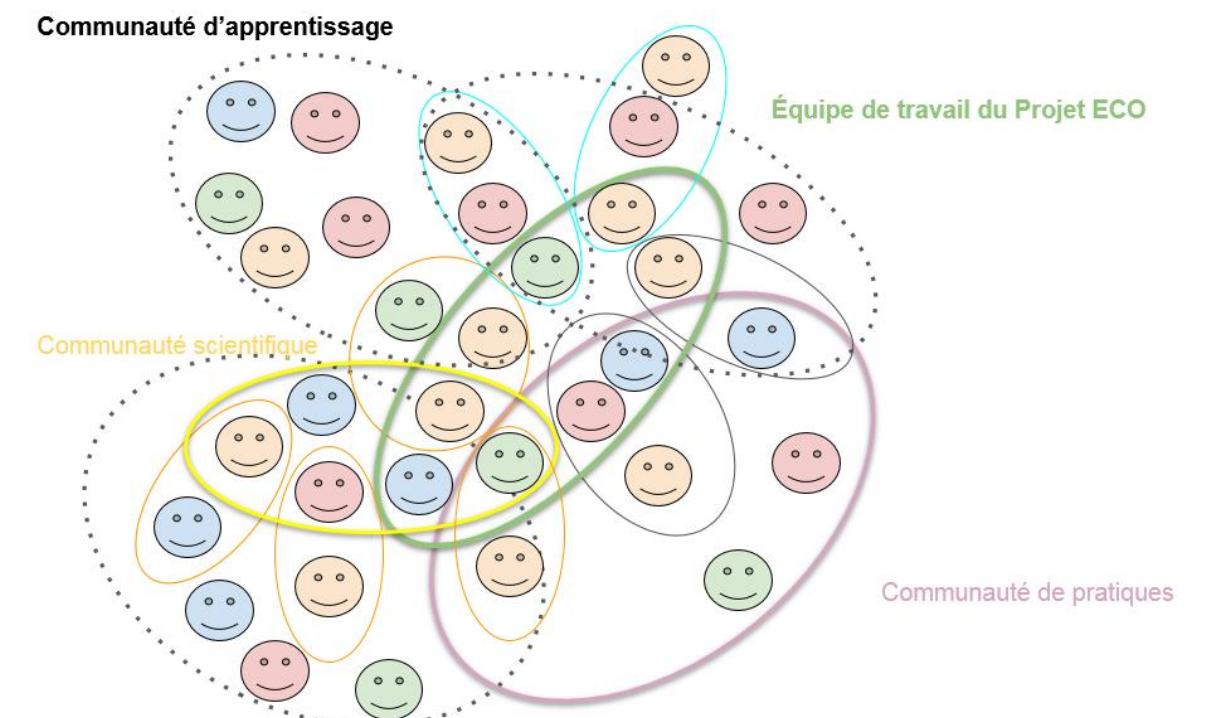 Communauté d'apprentissage
Équipe de travail du Projet ECO
Communauté scientifique
Communauté de pratiques